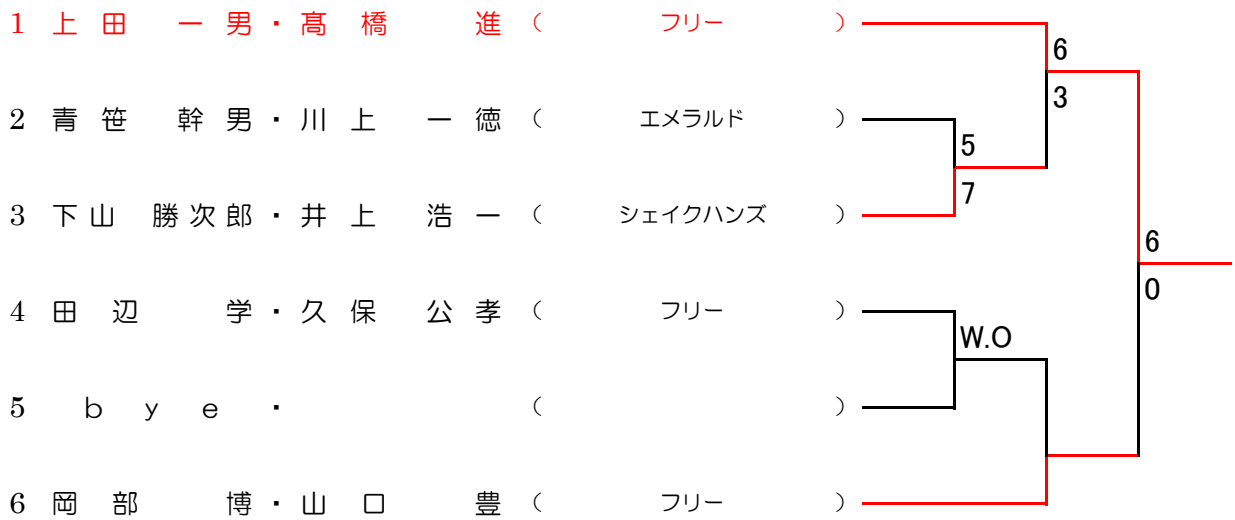 1 上田 一男・髙橋 進 ( フリー )
6
3
2 青笹 幹男・川上 一徳 ( エメラルド )
5
7
3 下山 勝次郎・井上 浩一 ( シェイクハンズ )
6
0
4 田辺 学・久保 公孝 ( フリー )
W.O
5 bye・ ( )
6 岡部 博・山口 豊 ( フリー )